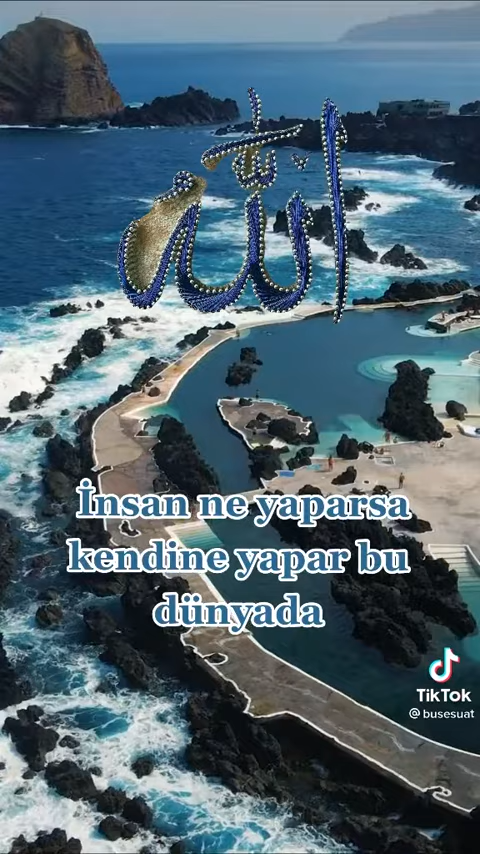 الله
İnsan ne yaparsa
kendine yapar bu
dünyada
TikTok
@busesuat